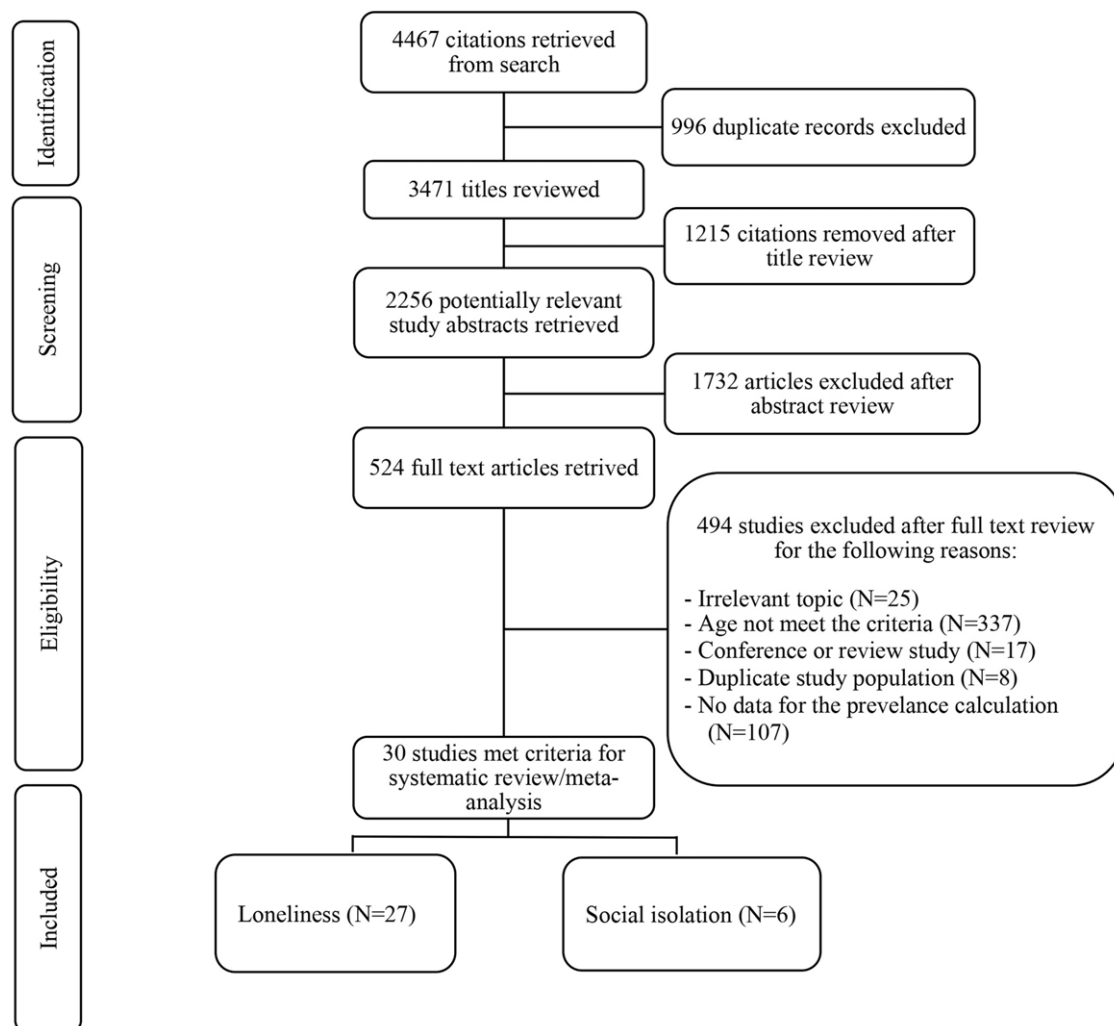 Identification
4467 citations retrieved
from search
996 duplicate records excluded
3471 titles reviewed
Screening
1215 citations removed after
title review
2256 potentially relevant
study abstracts retrieved
1732 articles excluded after
abstract review
Eligibility
524 full text articles retrived
494 studies excluded after full text review
for the following reasons:
- Irrelevant topic (N=25)
- Age not meet the criteria (N=337)
- Conference or review study (N=17)
- Duplicate study population (N=8)
- No data for the prevelance calculation
(N=107)
30 studies met criteria for
systematic review/meta-
analysis
Included
Loneliness (N=27)
Social isolation (N=6)